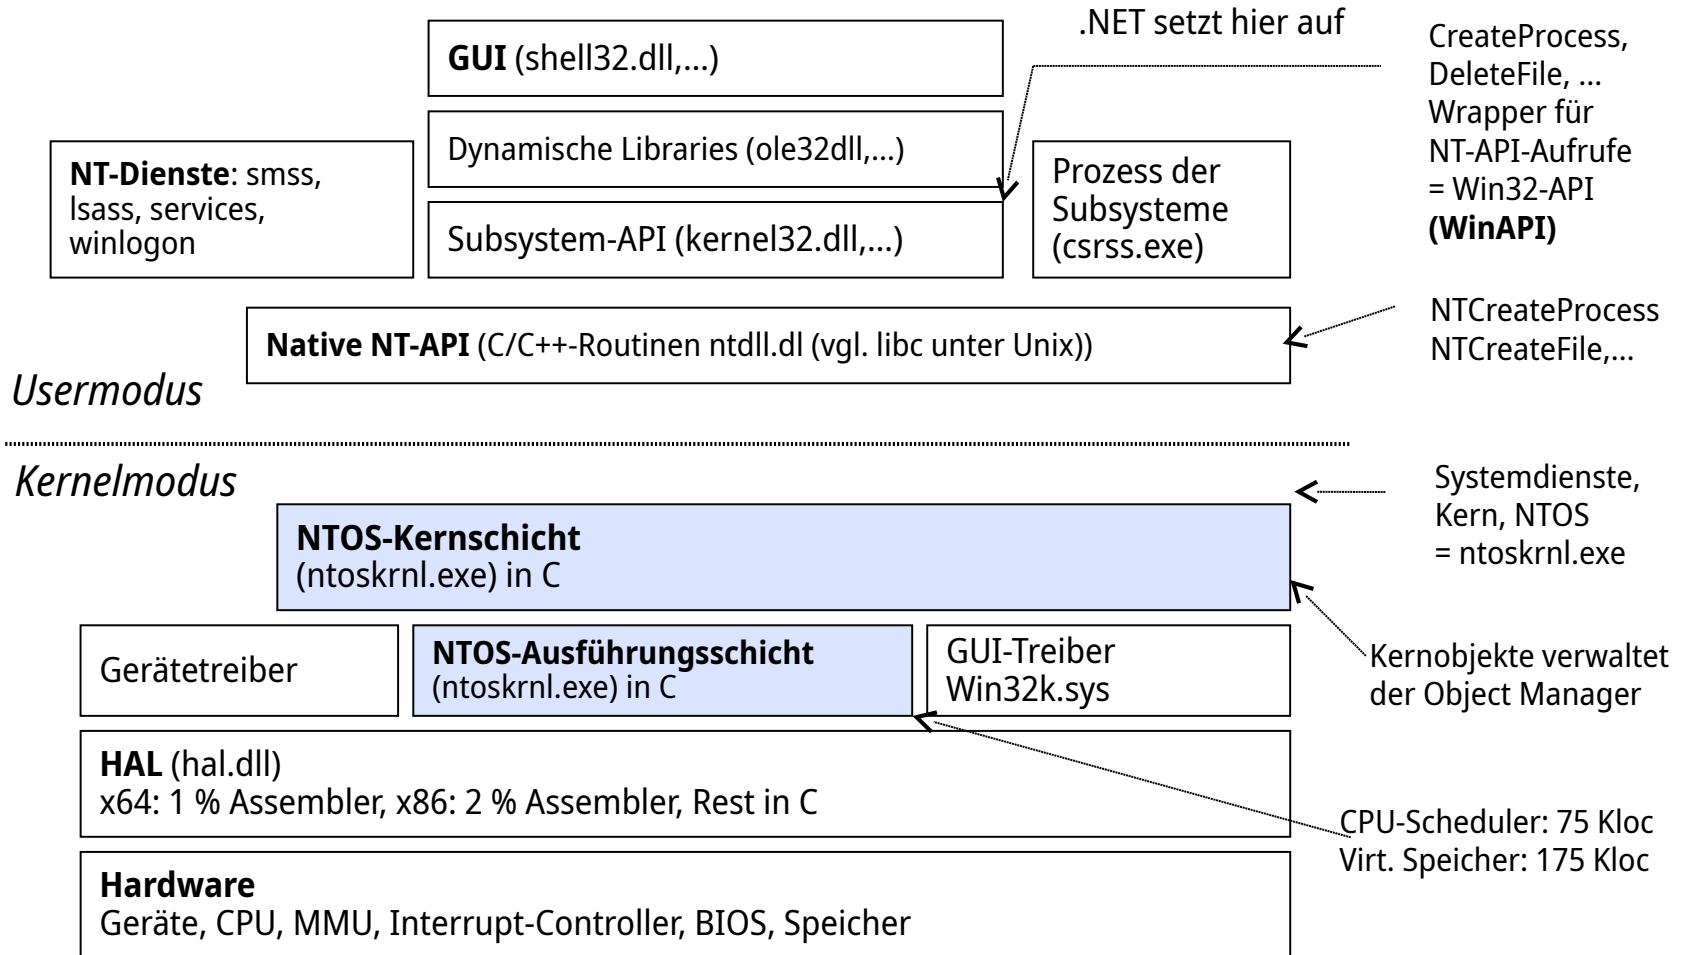 .NET setzt hier auf
GUI (shell32.dll,...)
CreateProcess,
DeleteFile, ...
Wrapper für
NT-API-Aufrufe
= Win32-API
(WinAPI)
Dynamische Libraries (ole32dll,...)
NT-Dienste: smss,
lsass, services,
winlogon
Prozess der
Subsysteme
(csrss.exe)
Subsystem-API (kernel32.dll,...)
Native NT-API (C/C++-Routinen ntdll.dl (vgl. libc unter Unix))
NTCreateProcess
NTCreateFile,...
Usermodus
Kernelmodus
Systemdienste,
Kern, NTOS
= ntoskrnl.exe
NTOS-Kernschicht
(ntoskrnl.exe) in C
Gerätetreiber
NTOS-Ausführungsschicht
(ntoskrnl.exe) in C
GUI-Treiber
Win32k.sys
Kernobjekte verwaltet
der Object Manager
HAL (hal.dll)
x64: 1 % Assembler, x86: 2 % Assembler, Rest in C
CPU-Scheduler: 75 Kloc
Virt. Speicher: 175 Kloc
Hardware
Geräte, CPU, MMU, Interrupt-Controller, BIOS, Speicher